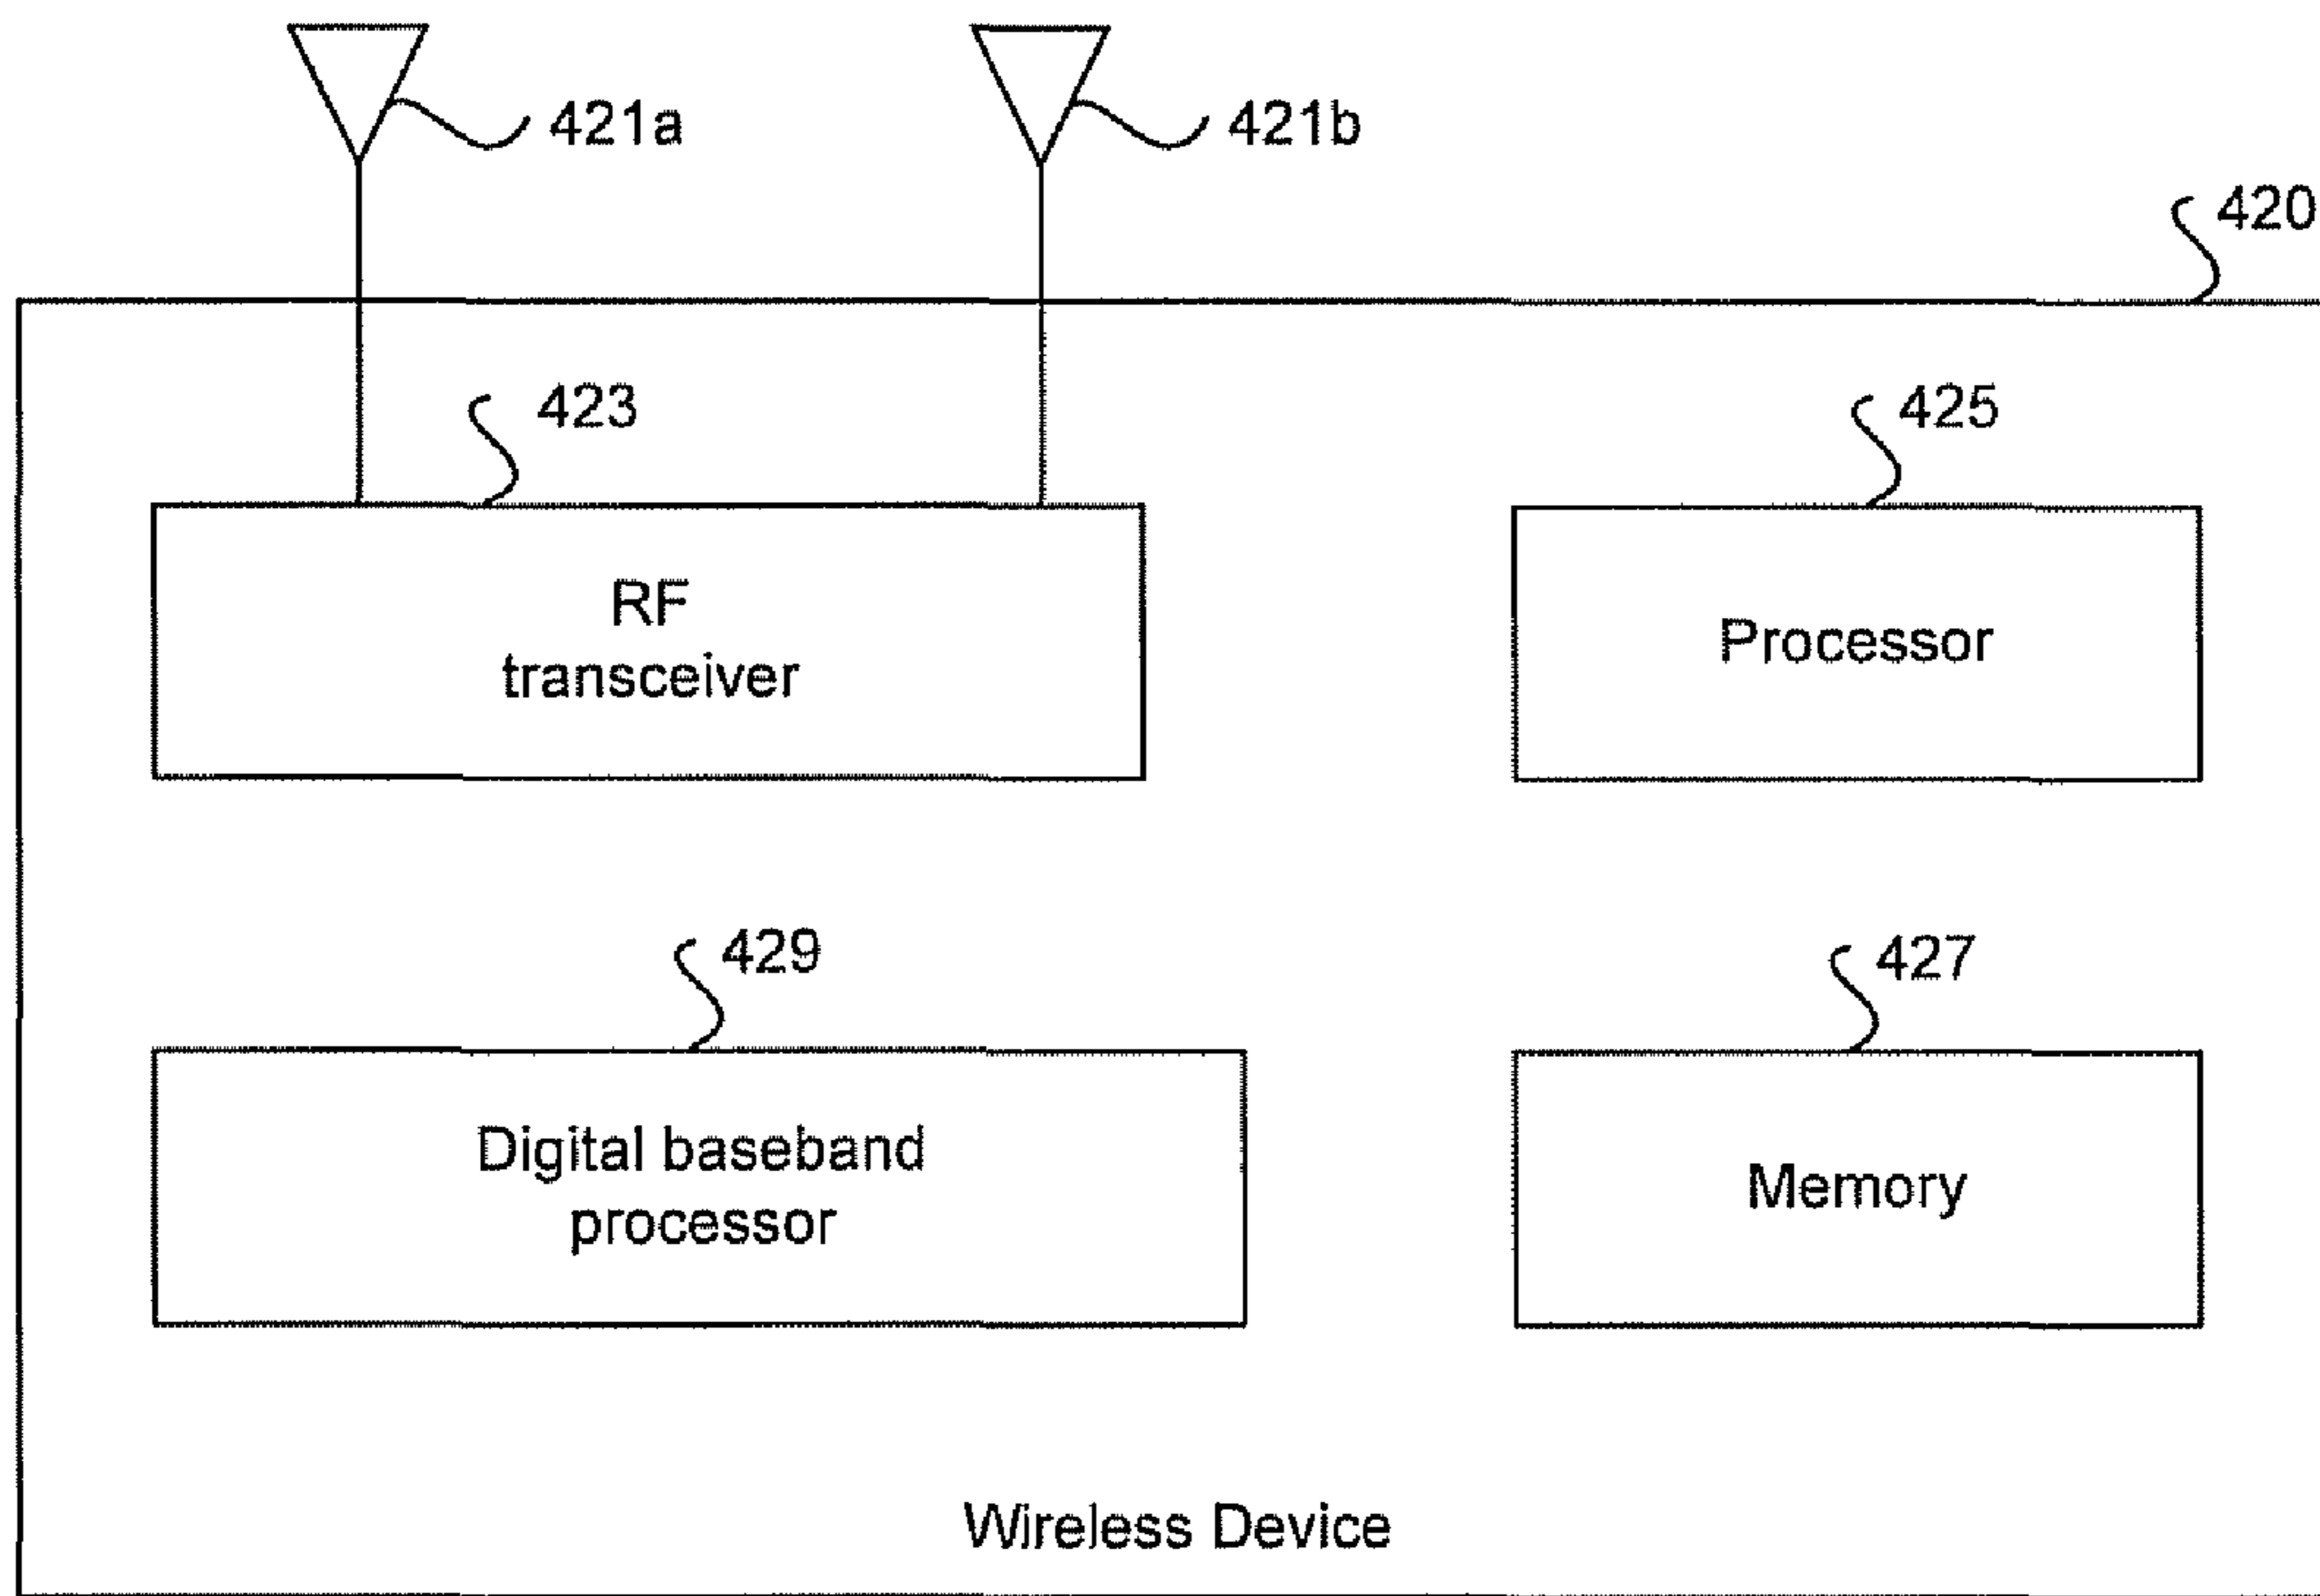 421a
421b
420
423
425
RF
transceiver
Processor
429
427
Digital baseband
processor
Memory
Wireless Device